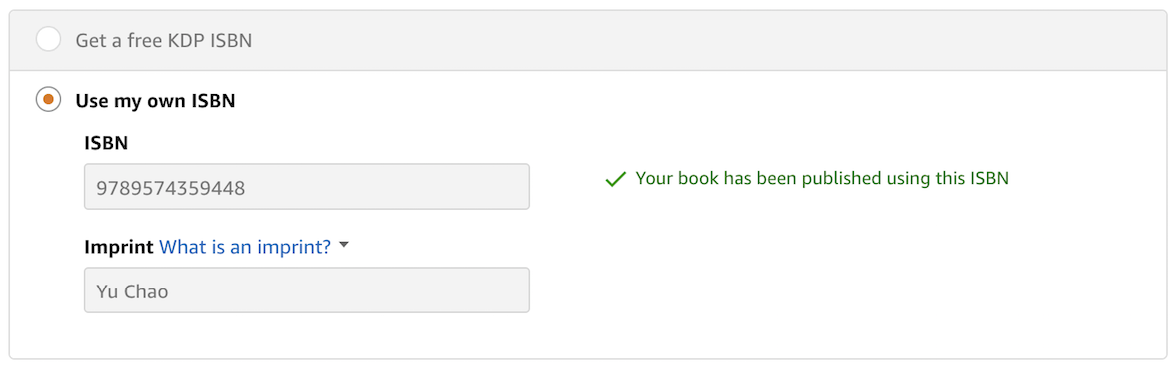 Get a free KDP ISBN
Use my own ISBN
ISBN
9789574359448
Your book has been published using this ISBN
Imprint What is an imprint?
Yu Chao